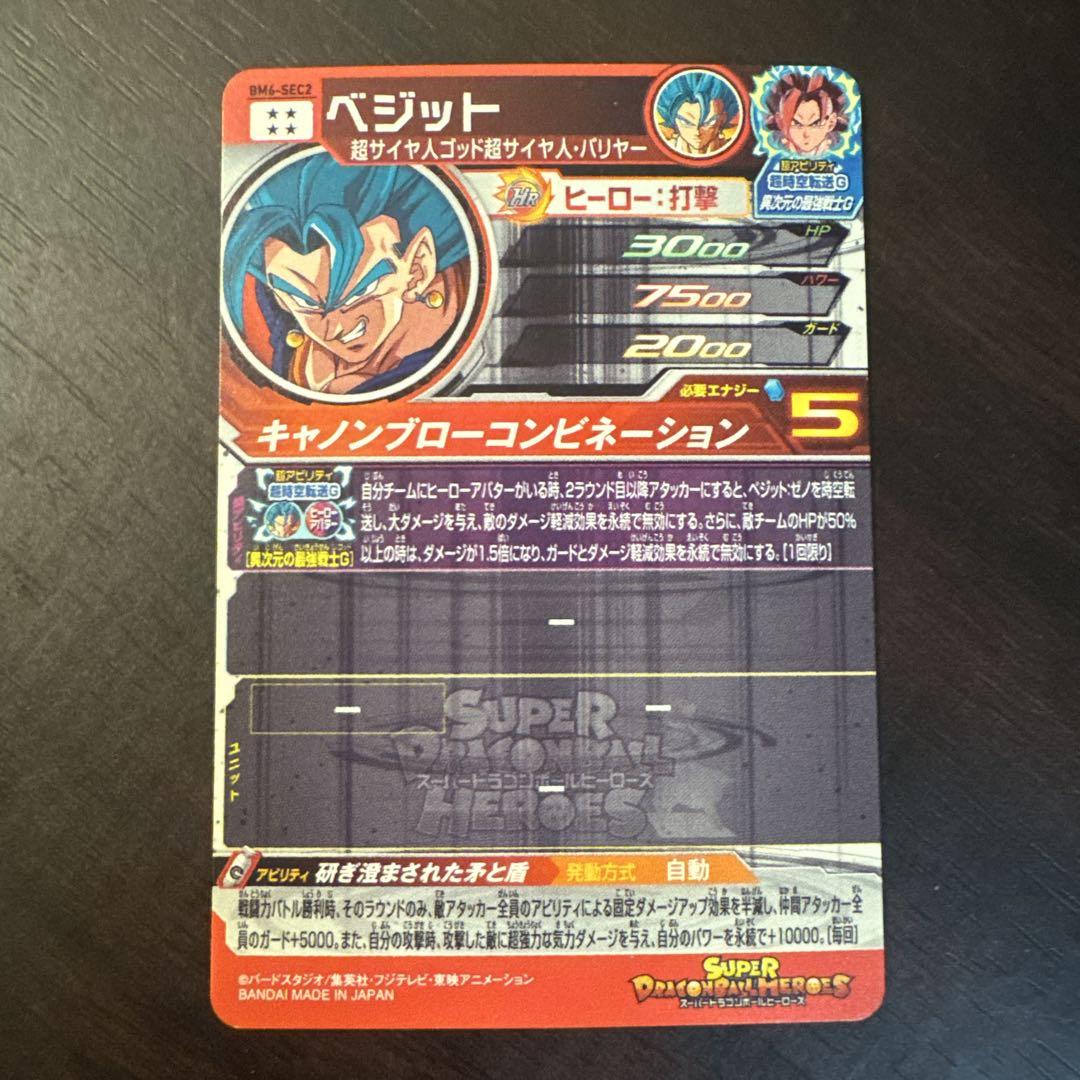 BM6-SEC2
ベジット
超サイヤ人ゴッド超サイヤ人・バリヤー
超アビリティ
超時空転送G
異次元の最強戦士G
HR
ヒーロー:打撃
HP
3000
パワー
7500
ガード
2000
必要エナジー
5
キャノンブローコンビネーション
超アビリティ
超アビリティ
超時空転送G
ヒーロー
アバター
[異次元の最強戦士G]
自分チームにヒーローアバターがいる時、2ラウンド目以降アタッカーにすると、ベジット:ゼノを時空転
送し、大ダメージを与え、敵のダメージ軽減効果を永続で無効にする。さらに、敵チームのHPが50%
以上の時は、ダメージが1.5倍になり、ガードとダメージ軽減効果を永続で無効にする。[1回限り]
-
- -
-
ユニット
SUPER
DRAGONBALL
スーパードラゴンボールヒーローズ
HEROES
アビリティ 研ぎ澄まされた矛と盾 発動方式 自動
戦闘力バトル勝利時、そのラウンドのみ、敵アタッカー全員のアビリティによる固定ダメージアップ効果を半減し、仲間アタッカー全
員のガード+5000。また、自分の攻撃時、攻撃した敵に超強力な気力ダメージを与え、自分のパワーを永続で+10000。[毎回]
©バードスタジオ/集英社・フジテレビ・東映アニメーション
BANDAI MADE IN JAPAN
SUPER
DRAGONBALL HEROES
スーパードラゴンボールヒーローズ